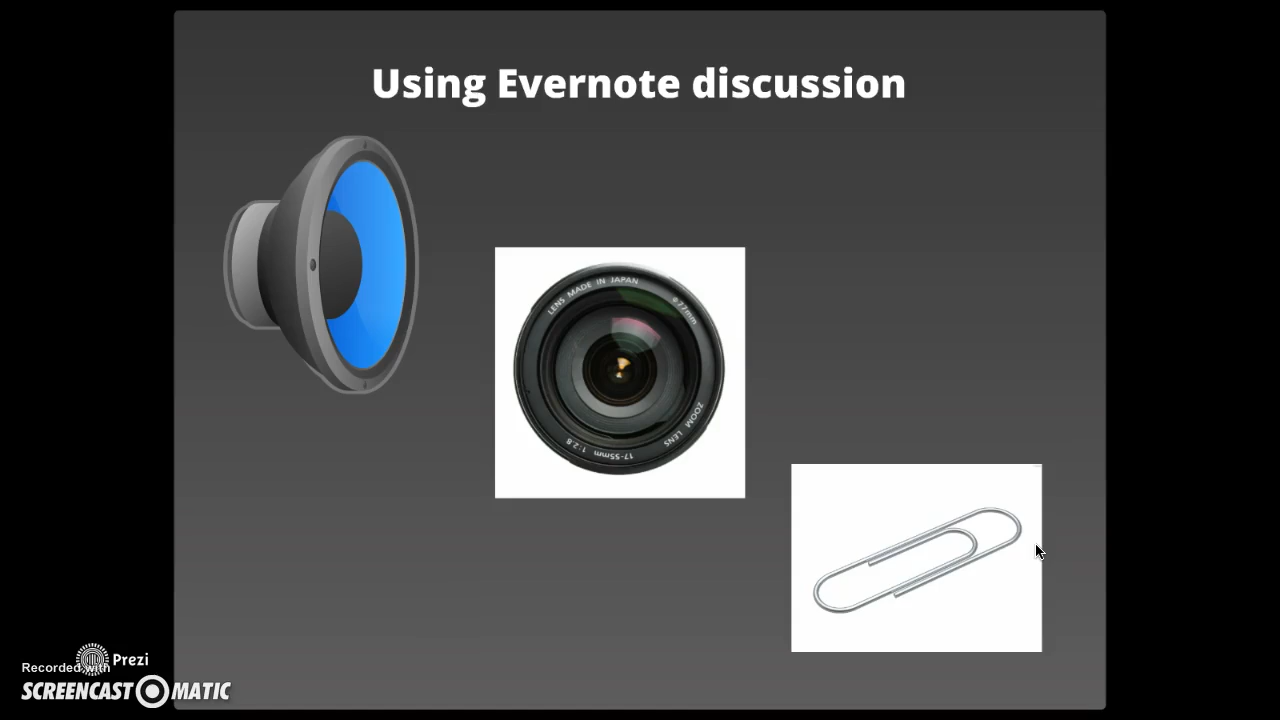 Using Evernote discussion
LENS MADE IN JAPAN
ZOOM LENS
17-55mm 1:2.8
Prezi
Recorded with
SCREENCAST MATIC